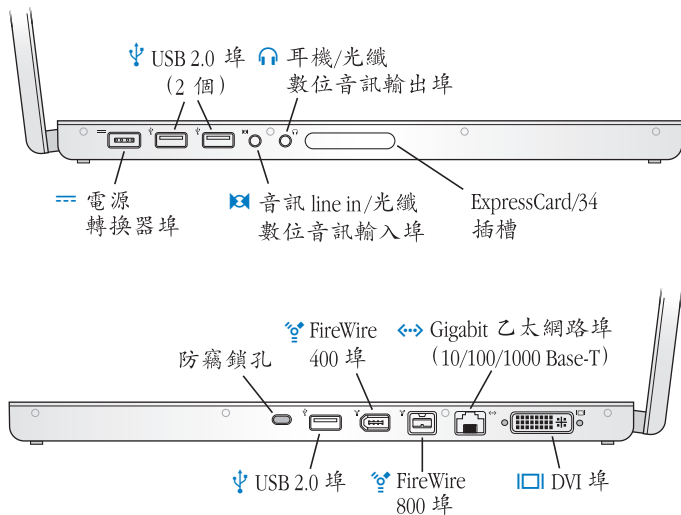 USB 2.0 埠
(2 個)
耳機/光纖
數位音訊輸出埠
電源
轉換器埠
音訊 line in/光纖
數位音訊輸入埠
ExpressCard/34
插槽
防竊鎖孔
FireWire
400 埠
Gigabit 乙太網路埠
(10/100/1000 Base-T)
USB 2.0 埠
FireWire
800 埠
DVI 埠